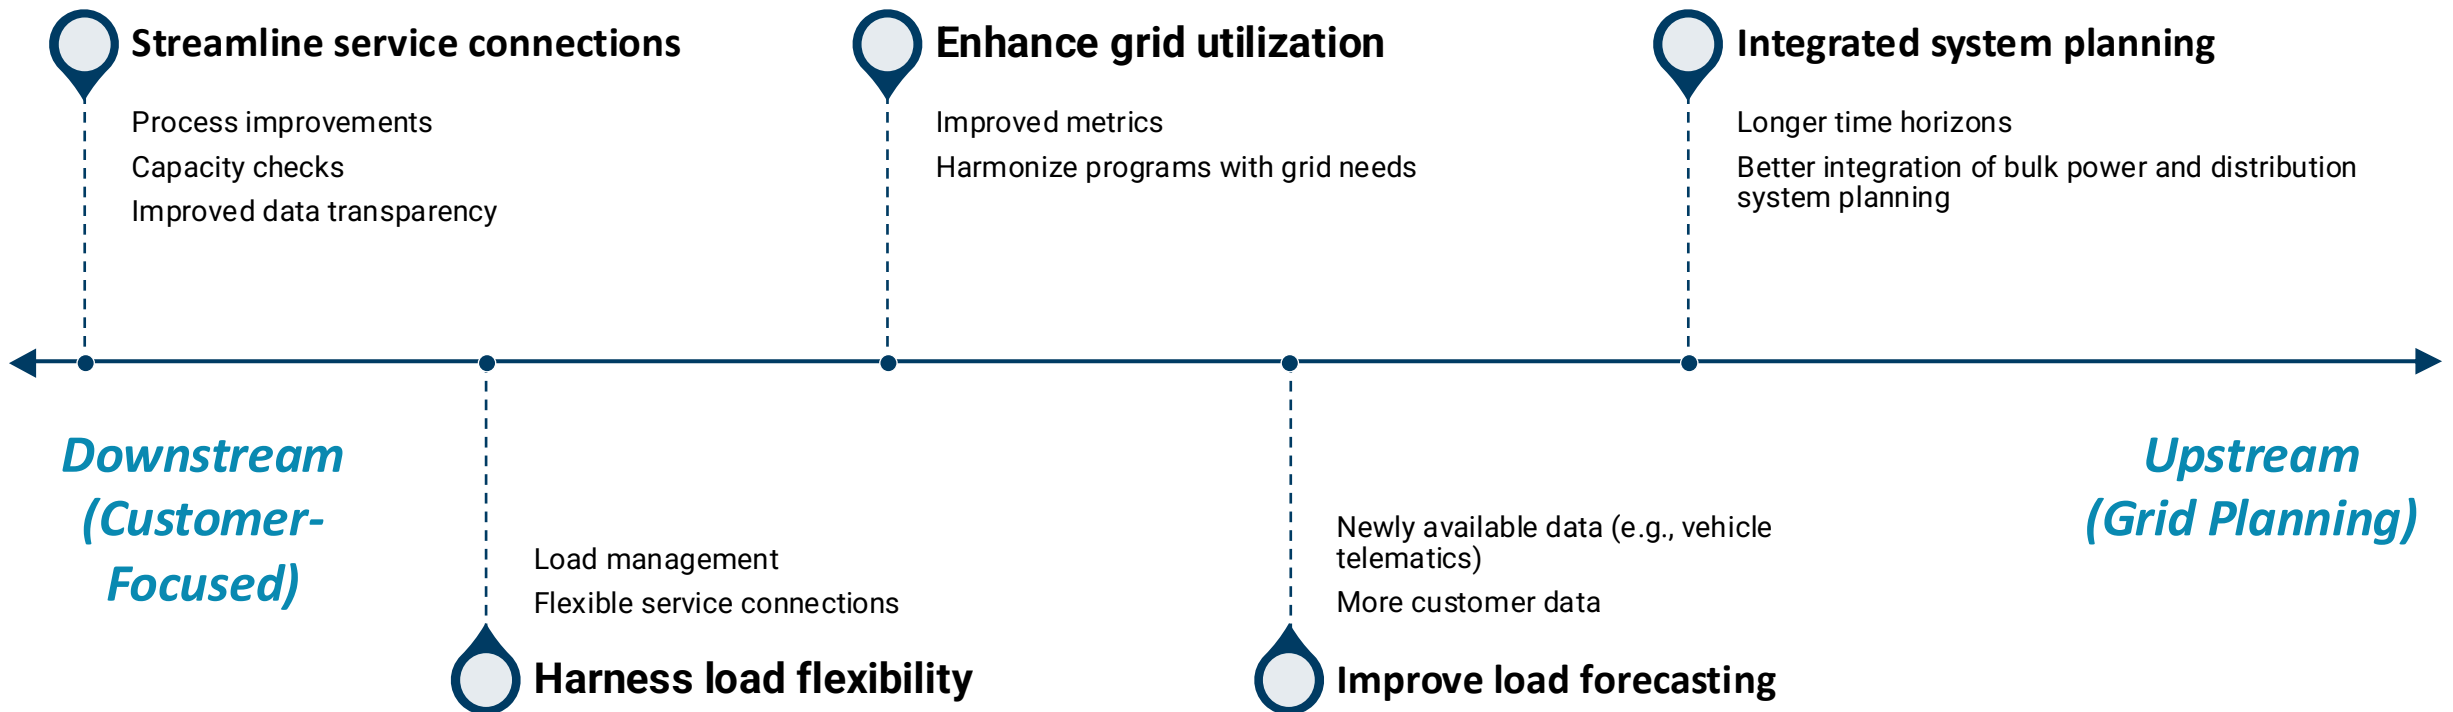 Streamline service connections
Process improvements
Capacity checks
Improved data transparency
Enhance grid utilization
Improved metrics
Harmonize programs with grid needs
Integrated system planning
Longer time horizons
Better integration of bulk power and distribution
system planning
Downstream
(Customer-
Focused)
Load management
Flexible service connections
Harness load flexibility
Newly available data (e.g., vehicle
telematics)
More customer data
Improve load forecasting
Upstream
(Grid Planning)